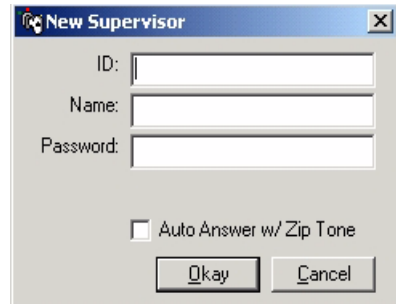 New Supervisor
ID:
Name:
Password:
Auto Answer w/ Zip Tone
Okay Cancel